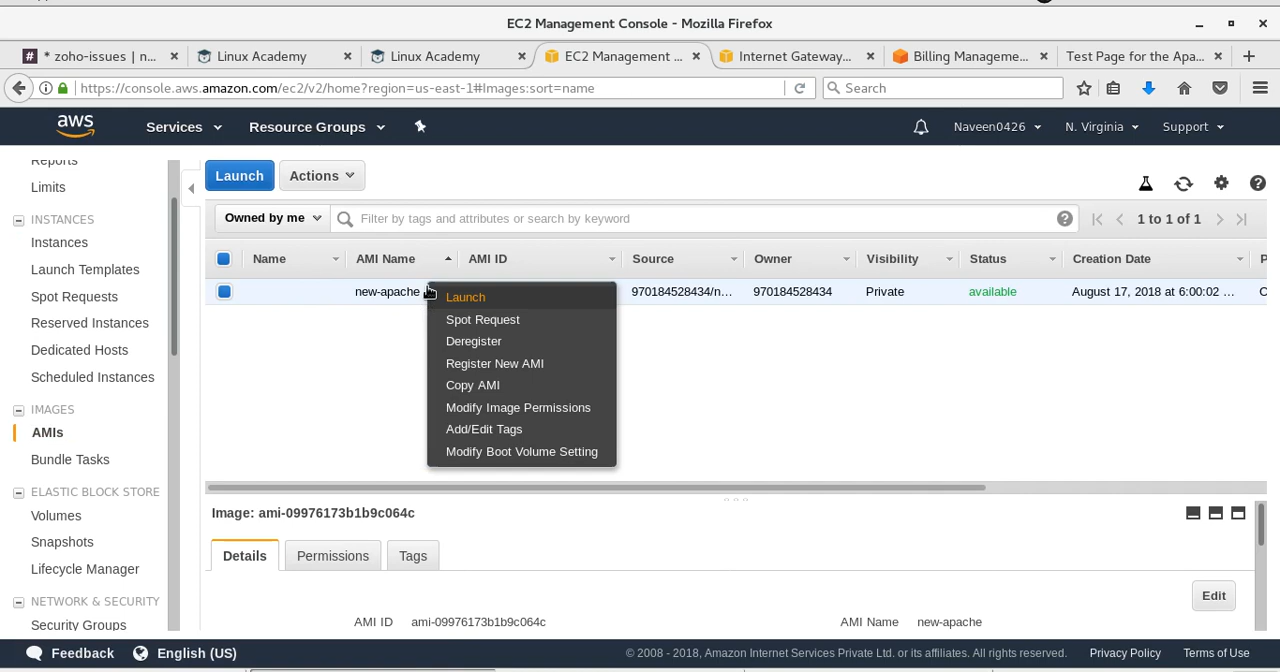 EC2 Management Console - Mozilla Firefox
* zoho-issues | n...
Linux Academy
Linux Academy
EC2 Management ...
Internet Gateway...
Billing Manageme...
Test Page for the Apa...
https://console.aws.amazon.com/ec2/v2/home?region=us-east-1#Images:sort=name
Search
aws
Services
Resource Groups
Naveen0426
N. Virginia
Support
Reports
Limits
INSTANCES
Instances
Launch Templates
Spot Requests
Reserved Instances
Dedicated Hosts
Scheduled Instances
IMAGES
AMIs
Bundle Tasks
ELASTIC BLOCK STORE
Volumes
Snapshots
Lifecycle Manager
NETWORK & SECURITY
Security Groups
Launch
Actions
Owned by me
Filter by tags and attributes or search by keyword
1 to 1 of 1
Name
AMI Name
AMI ID
Source
Owner
Visibility
Status
Creation Date
P
new-apache
970184528434/n...
970184528434
Private
available
August 17, 2018 at 6:00:02 ...
C
Launch
Spot Request
Deregister
Register New AMI
Copy AMI
Modify Image Permissions
Add/Edit Tags
Modify Boot Volume Setting
Image: ami-09976173b1b9c064c
Details
Permissions
Tags
Edit
AMI ID
ami-09976173b1b9c064c
AMI Name
new-apache
Feedback
English (US)
© 2008 - 2018, Amazon Internet Services Private Ltd. or its affiliates. All rights reserved.
Privacy Policy
Terms of Use